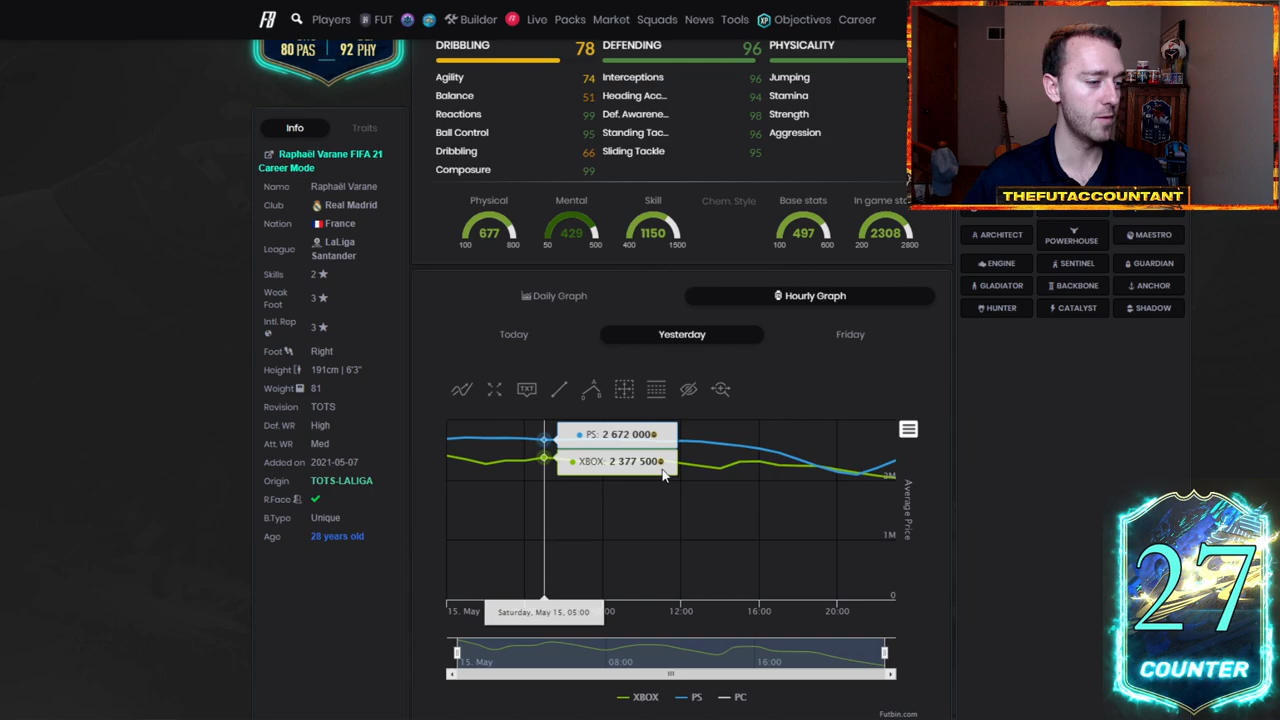 Players FUT Builder Live Packs Market Squads News Tools XP Objectives Career
80 PAS 92 PHY
DRIBBLING 78 DEFENDING 96 PHYSICALITY
Agility 74 Interceptions 96 Jumping
Balance 51 Heading Acc... 94 Stamina
Reactions 99 Def. Awarene... 98 Strength
Ball Control 95 Standing Tac... 96 Aggression
Dribbling 66 Sliding Tackle 95
Composure 99
Info Traits
Raphaël Varane FIFA 21
Career Mode
Name Raphaël Varane
Club Real Madrid
Nation France
League LaLiga
Santander
Skills 2★
Weak
Foot 3★
Intl. Rep 3★
Foot Right
Height 191cm | 6'3"
Weight 81
Revision TOTS
Def. WR High
Att. WR Med
Added on 2021-05-07
Origin TOTS-LALIGA
R.Face
B.Type Unique
Age 28 years old
Physical Mental Skill Chem. Style Base stats In game stats
677 429 1150 497 2308
100 800 50 500 400 1500 100 600 200 2800
Daily Graph Hourly Graph
Today Yesterday Friday
TXT
PS: 2 672 000
XBOX: 2 377 500
1M
0
Average Price
15. May 12:00 16:00 20:00
Saturday, May 15, 05:00
15. May 08:00 16:00
XBOX PS PC
Futbin.com
THEFUTACCOUNTANT
ARCHITECT POWERHOUSE MAESTRO
ENGINE SENTINEL GUARDIAN
GLADIATOR BACKBONE ANCHOR
HUNTER CATALYST SHADOW
27
COUNTER